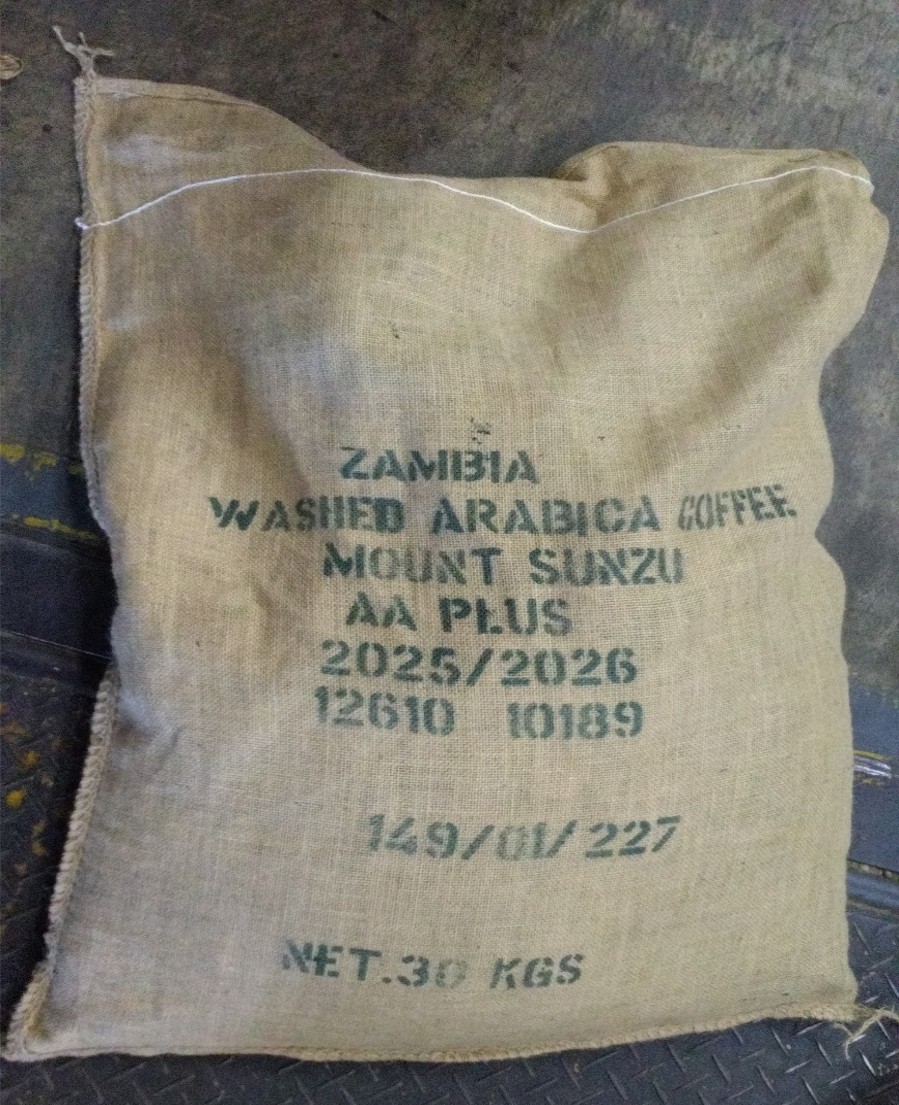 ZAMBIA
WASHED ARABICA COFFEE
MOUNT SUNZU
AA PLUS
2025/2026
12610 10189
149/01/227
NET.30 KGS